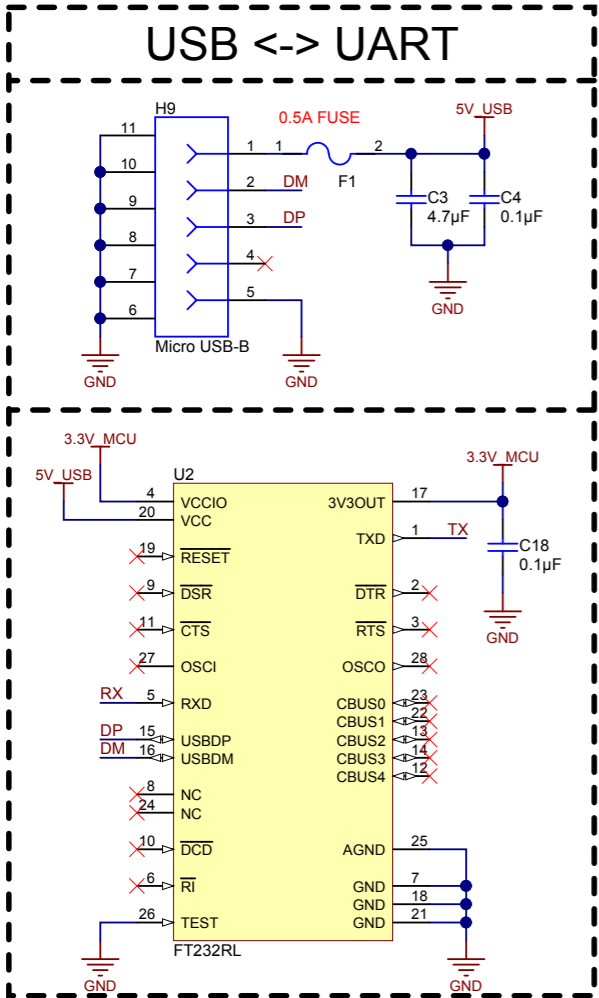 USB <-> UART
H9
0.5A FUSE
5V_USB
11
1
1
2
F1
10
2
DM
C3
4.7µF
C4
0.1µF
9
3
DP
8
4
7
5
6
GND
Micro USB-B
GND
GND
3.3V_MCU
5V_USB
U2
3.3V_MCU
4
VCCIO
3V3OUT
17
20
VCC
TXD
1
TX
C18
0.1µF
19
RESET
9
DSR
DTR
2
GND
11
CTS
RTS
3
27
OSCI
OSCO
28
RX
5
RXD
CBUS0
23
CBUS1
22
DP
15
USBDP
CBUS2
13
DM
16
USBDM
CBUS3
14
CBUS4
12
8
NC
24
NC
10
DCD
AGND
25
6
RI
GND
7
GND
18
26
TEST
GND
21
FT232RL
GND
GND